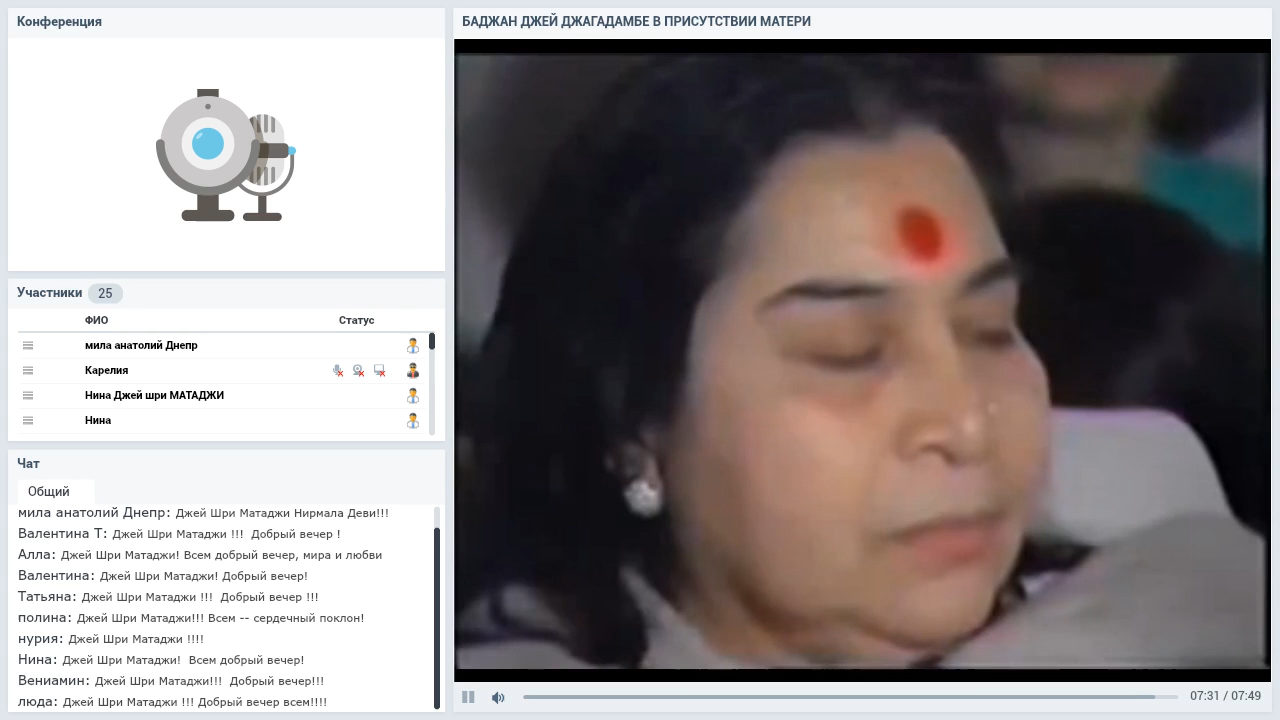 Конференция
Участники 25
ФИО Статус
мила анатолий Днепр
Карелия
Нина Джей шри МАТАДЖИ
Нина
Чат
Общий
мила анатолий Днепр: Джей Шри Матаджи Нирмала Деви!!!
Валентина Т: Джей Шри Матаджи !!! Добрый вечер !
Алла: Джей Шри Матаджи! Всем добрый вечер, мира и любви
Валентина: Джей Шри Матаджи! Добрый вечер!
Татьяна: Джей Шри Матаджи !!! Добрый вечер !!!
полина: Джей Шри Матаджи!!! Всем -- сердечный поклон!
нурия: Джей Шри Матаджи !!!!
Нина: Джей Шри Матаджи! Всем добрый вечер!
Вениамин: Джей Шри Матаджи!!! Добрый вечер!!!
люда: Джей Шри Матаджи !!! Добрый вечер всем!!!!
БАДЖАН ДЖЕЙ ДЖАГАДАМБЕ В ПРИСУТСТВИИ МАТЕРИ
07:31 / 07:49